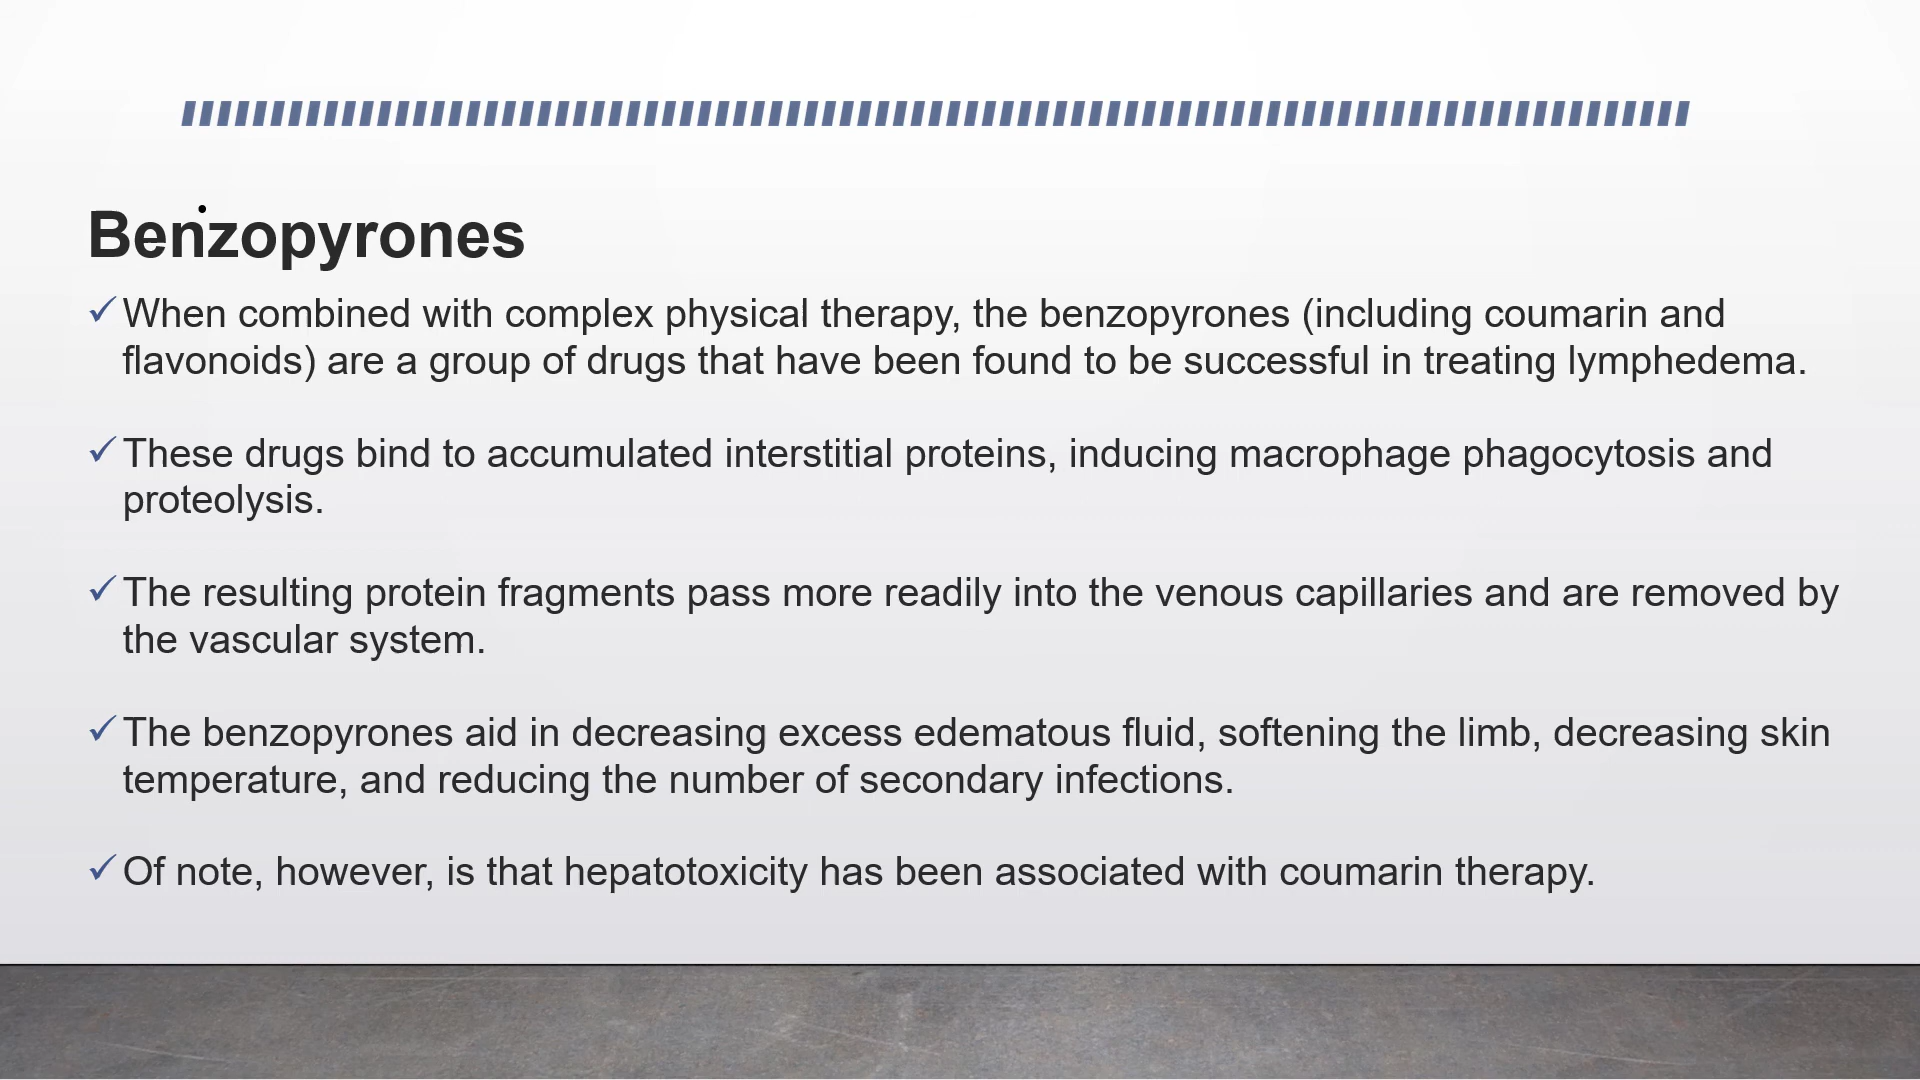 Benzopyrones
✓When combined with complex physical therapy, the benzopyrones (including coumarin and
flavonoids) are a group of drugs that have been found to be successful in treating lymphedema.
✓These drugs bind to accumulated interstitial proteins, inducing macrophage phagocytosis and
proteolysis.
✓The resulting protein fragments pass more readily into the venous capillaries and are removed by
the vascular system.
✓The benzopyrones aid in decreasing excess edematous fluid, softening the limb, decreasing skin
temperature, and reducing the number of secondary infections.
✓Of note, however, is that hepatotoxicity has been associated with coumarin therapy.